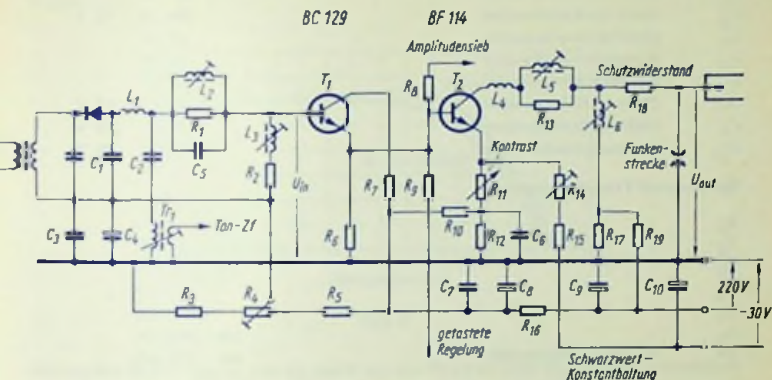 BC 129
BF 114
Amplitudensieb
L1
L2
R1
C5
L3
R2
T1
Uin
R8
T2
L4
L5
R13
Schutzwiderstand
R18
L6
Funken-
strecke
Uout
C1
C2
C3
C4
Tr1
Ton-Zf
R6
R7
R9
Kontrast
R11
R14
R10
R12
C6
R15
R17
R19
R3
R4
R5
C7
C8
R16
C9
C10
220V
-30V
getastete
Regelung
Schwarzwert-
Konstanthaltung